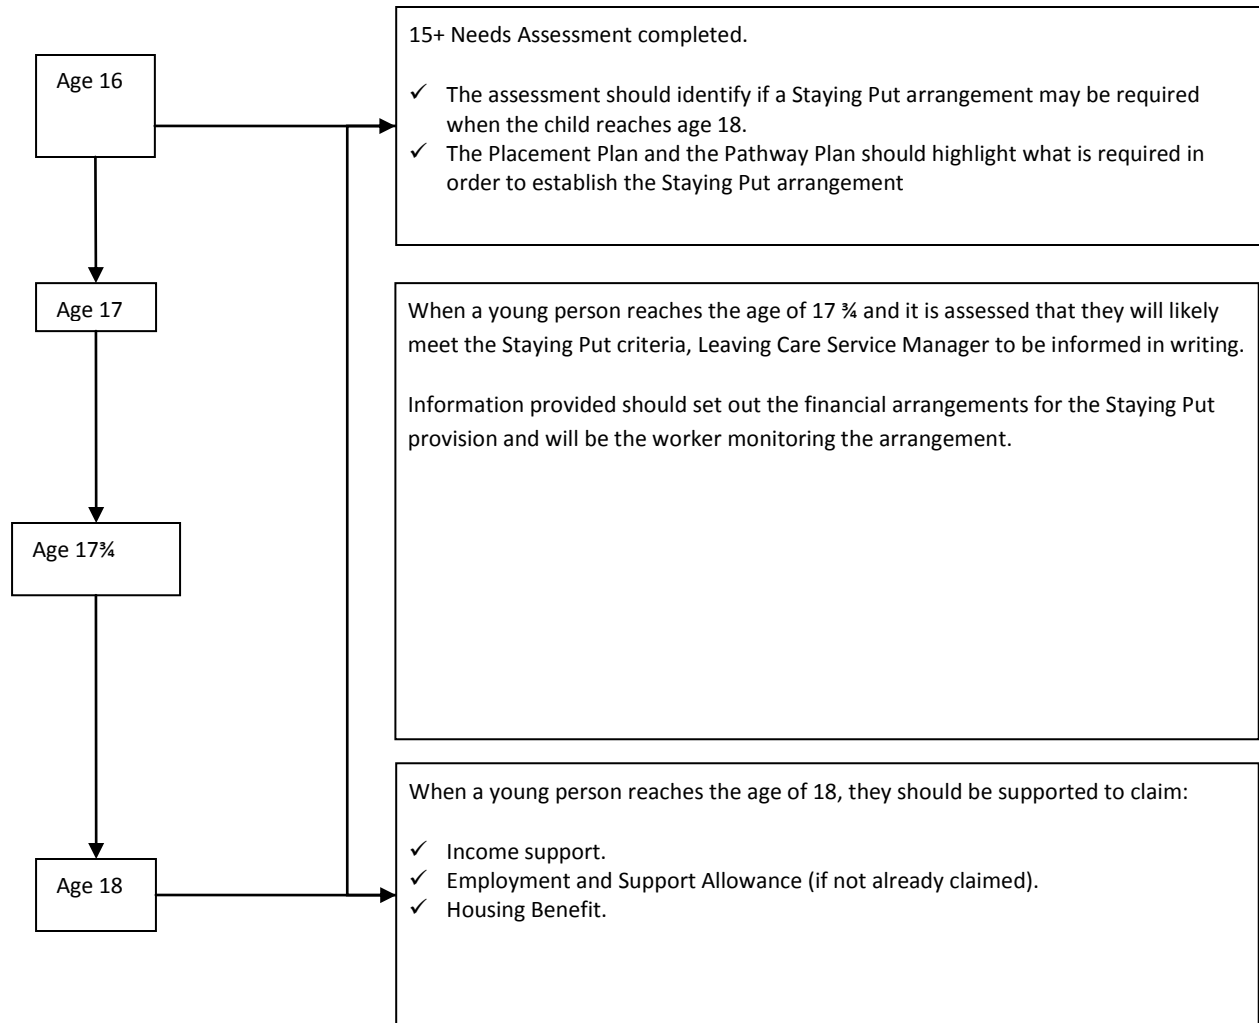 Age 16
15+ Needs Assessment completed.
✓ The assessment should identify if a Staying Put arrangement may be required
when the child reaches age 18.
✓ The Placement Plan and the Pathway Plan should highlight what is required in
order to establish the Staying Put arrangement
Age 17
When a young person reaches the age of 17 ¾ and it is assessed that they will likely
meet the Staying Put criteria, Leaving Care Service Manager to be informed in writing.
Information provided should set out the financial arrangements for the Staying Put
provision and will be the worker monitoring the arrangement.
Age 17¾
Age 18
When a young person reaches the age of 18, they should be supported to claim:
✓ Income support.
✓ Employment and Support Allowance (if not already claimed).
✓ Housing Benefit.